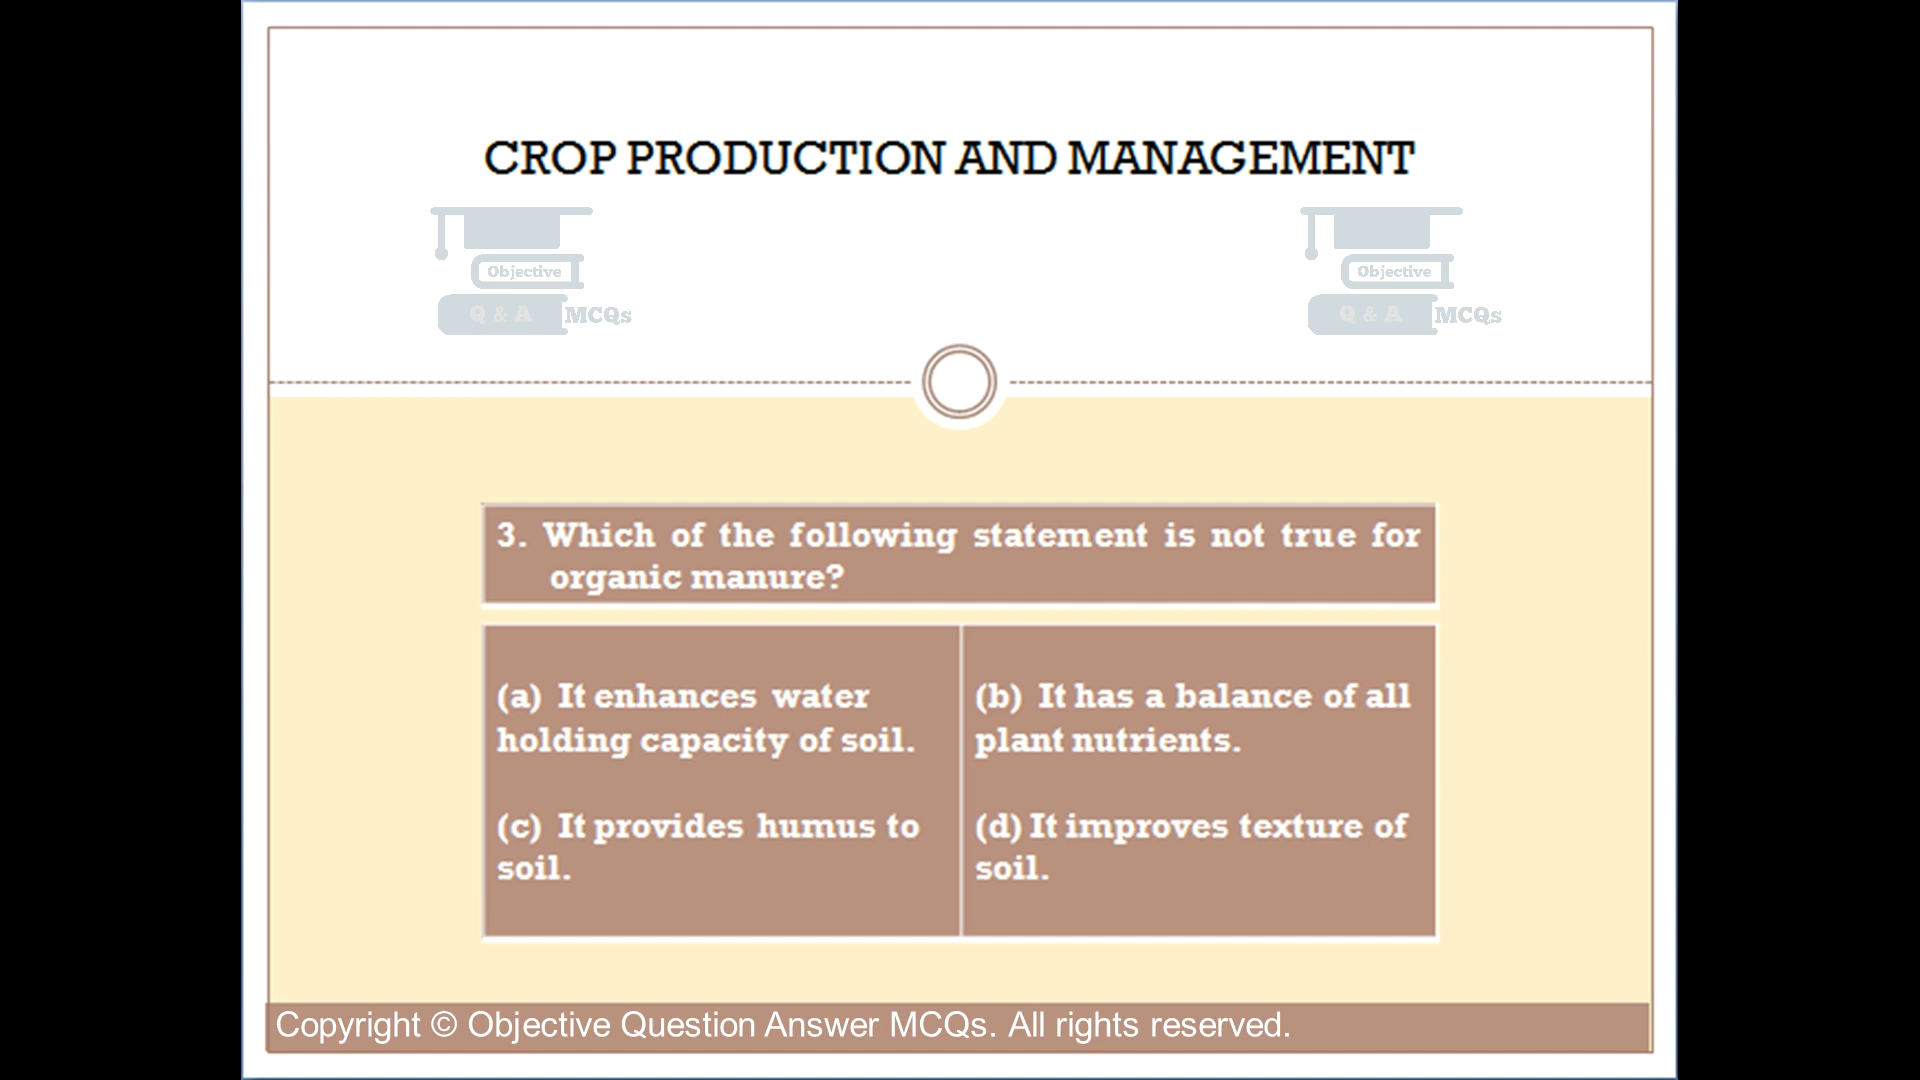 CROP PRODUCTION AND MANAGEMENT
Objective
Q & A MCQs
Objective
Q & A MCQs
3. Which of the following statement is not true for
organic manure?
(a) It enhances water
holding capacity of soil.
(b) It has a balance of all
plant nutrients.
(c) It provides humus to
soil.
(d) It improves texture of
soil.
Copyright © Objective Question Answer MCQs. All rights reserved.